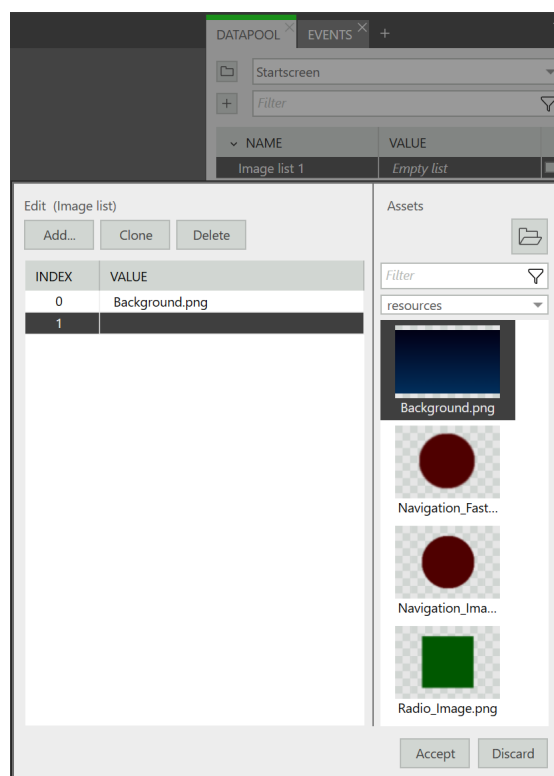 DATAPOOL EVENTS +
Startscreen
+ Filter
NAME VALUE
Image list 1 Empty list
Edit (Image list)
Add... Clone Delete
INDEX VALUE
0 Background.png
1
Assets
Filter
resources
Background.png
Navigation_Fast...
Navigation_Ima...
Radio_Image.png
Accept Discard